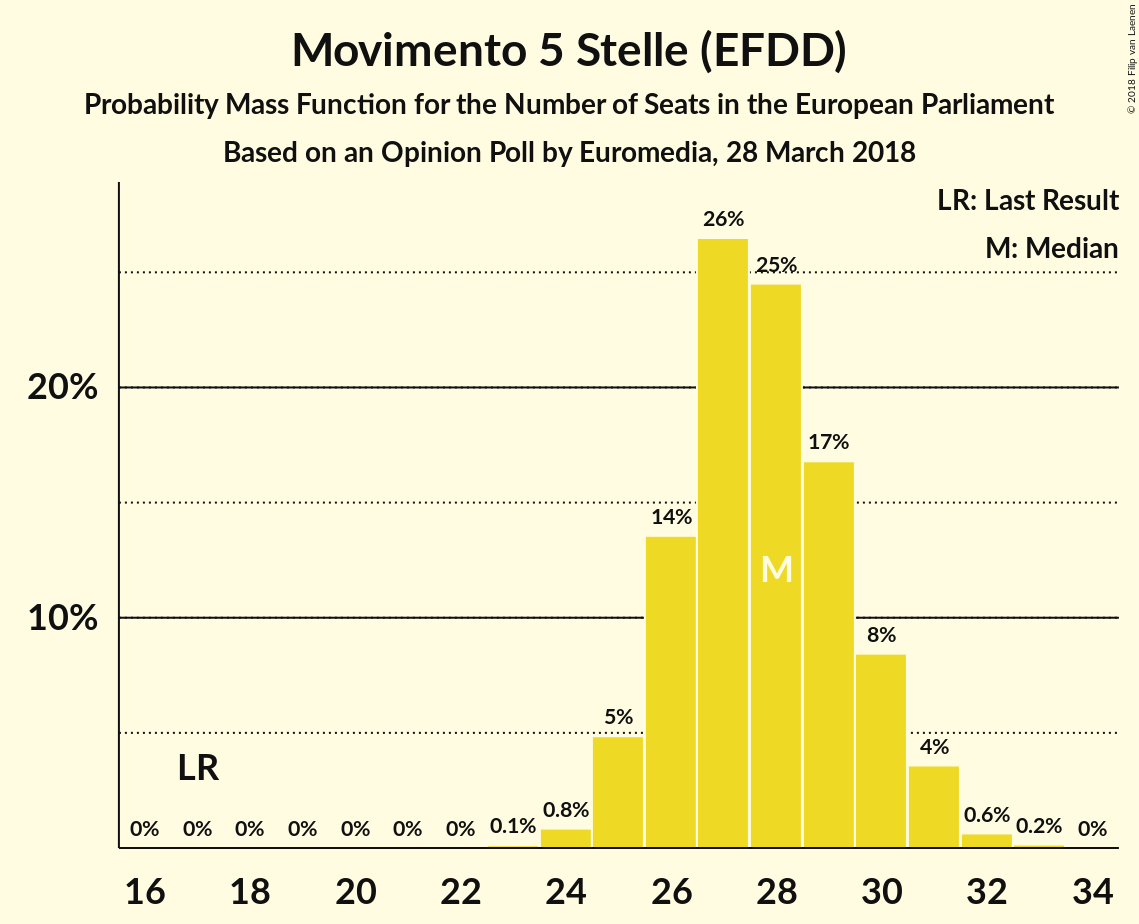 Movimento 5 Stelle (EFDD)
Probability Mass Function for the Number of Seats in the European Parliament
Based on an Opinion Poll by Euromedia, 28 March 2018
© 2018 Filip van Laenen
LR: Last Result
M: Median
26%
25%
20%
17%
14%
M
10%
8%
5%
4%
LR
0% 0% 0% 0% 0% 0% 0% 0.1% 0.8% 0.6% 0.2% 0%
16 18 20 22 24 26 28 30 32 34